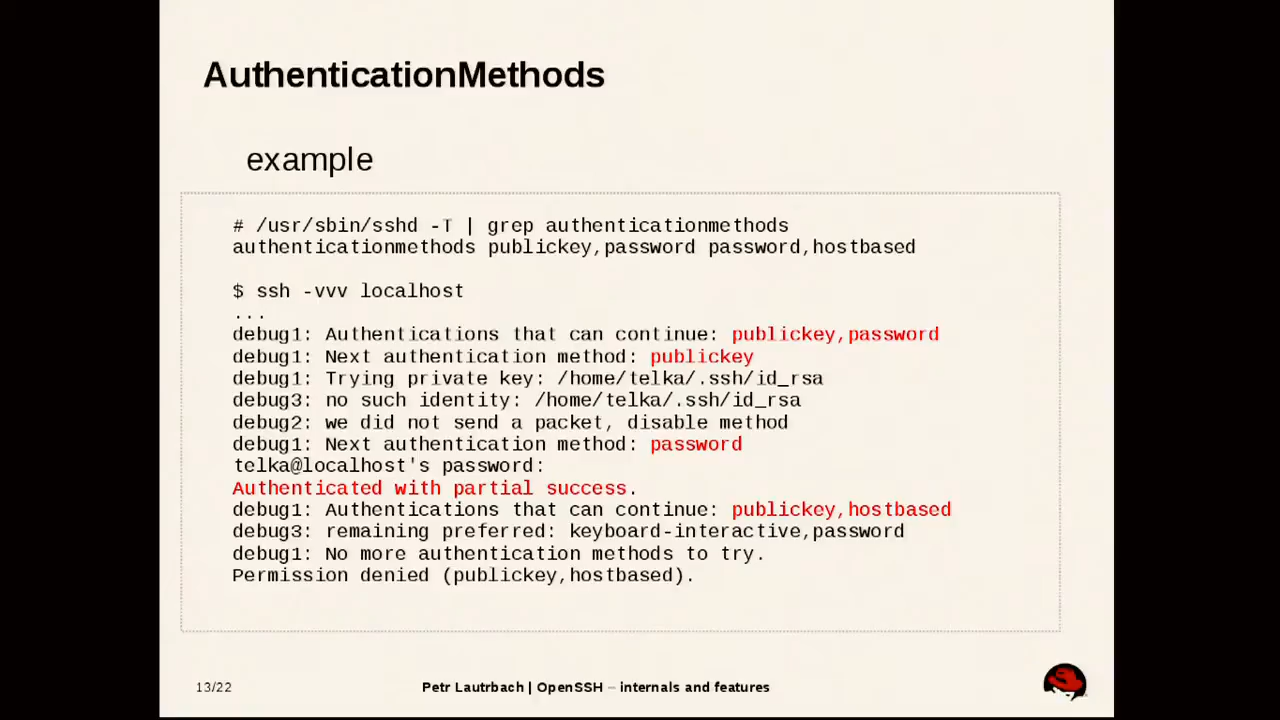 AuthenticationMethods
example
# /usr/sbin/sshd -T | grep authenticationmethods
authenticationmethods publickey,password password,hostbased
$ ssh -vvv localhost
...
debug1: Authentications that can continue: publickey,password
debug1: Next authentication method: publickey
debug1: Trying private key: /home/telka/.ssh/id_rsa
debug3: no such identity: /home/telka/.ssh/id_rsa
debug2: we did not send a packet, disable method
debug1: Next authentication method: password
telka@localhost's password:
Authenticated with partial success.
debug1: Authentications that can continue: publickey,hostbased
debug3: remaining preferred: keyboard-interactive,password
debug1: No more authentication methods to try.
Permission denied (publickey,hostbased).
13/22 Petr Lautrbach | OpenSSH – internals and features